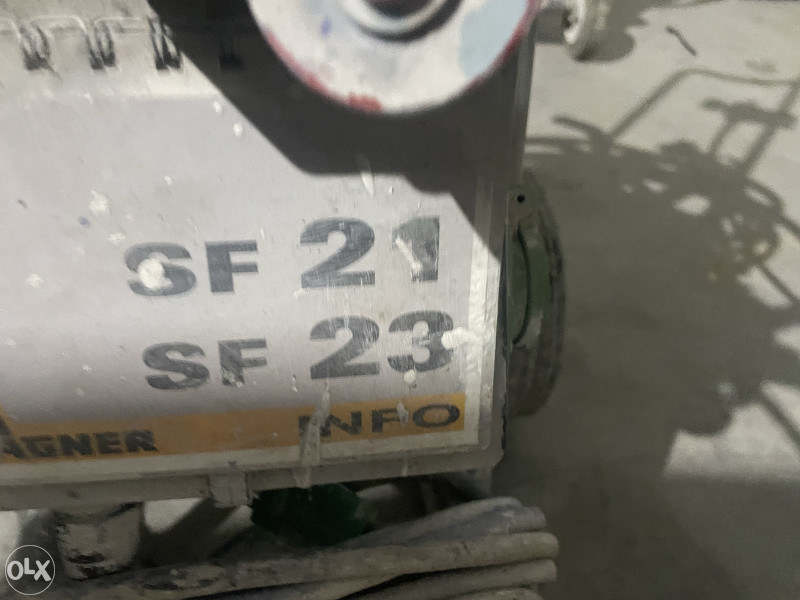 SF 21
SF 23
AGNER INFO
OLX